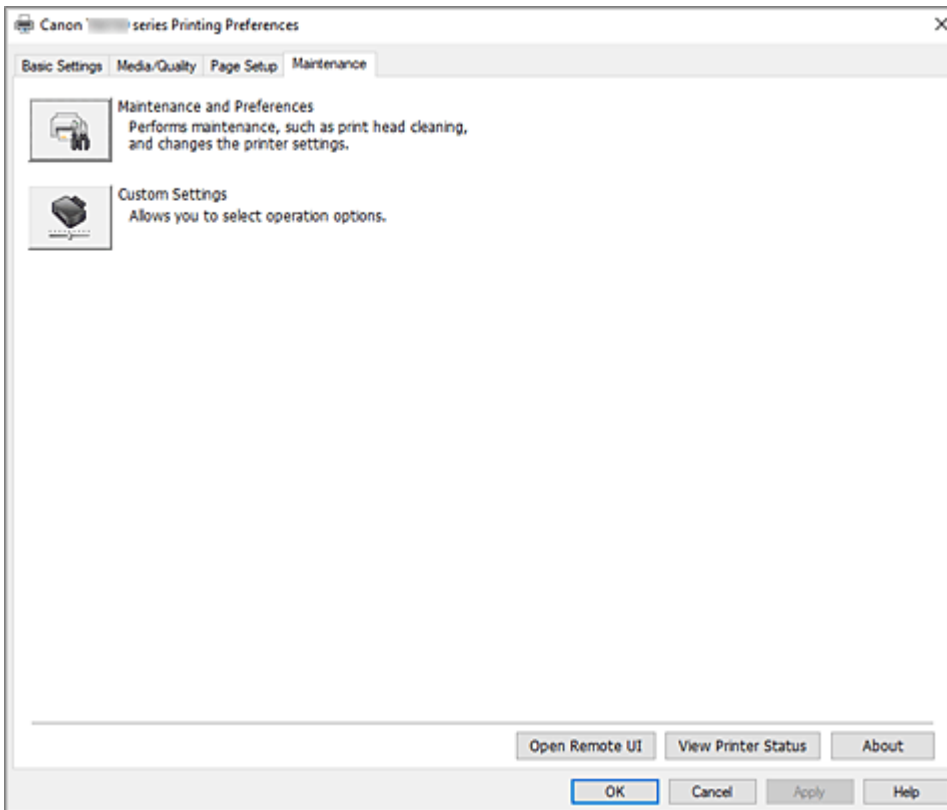 Canon series Printing Preferences
Basic Settings Media/Quality Page Setup Maintenance
Maintenance and Preferences
Performs maintenance, such as print head cleaning,
and changes the printer settings.
Custom Settings
Allows you to select operation options.
Open Remote UI View Printer Status About
OK Cancel Apply Help